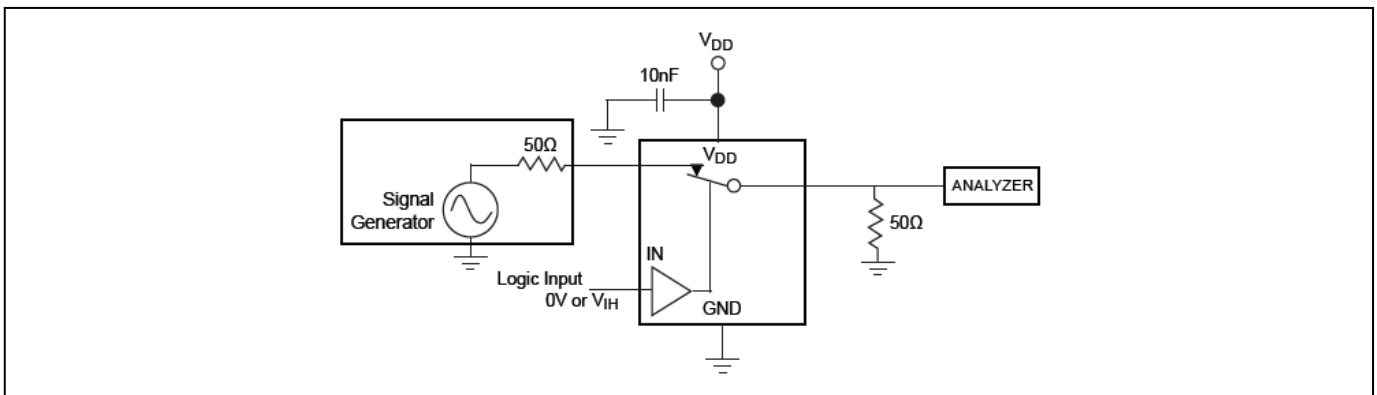 VDD
10nF
50Ω
VDD
Signal
Generator
ANALYZER
50Ω
IN
Logic Input
0V or VIH
GND